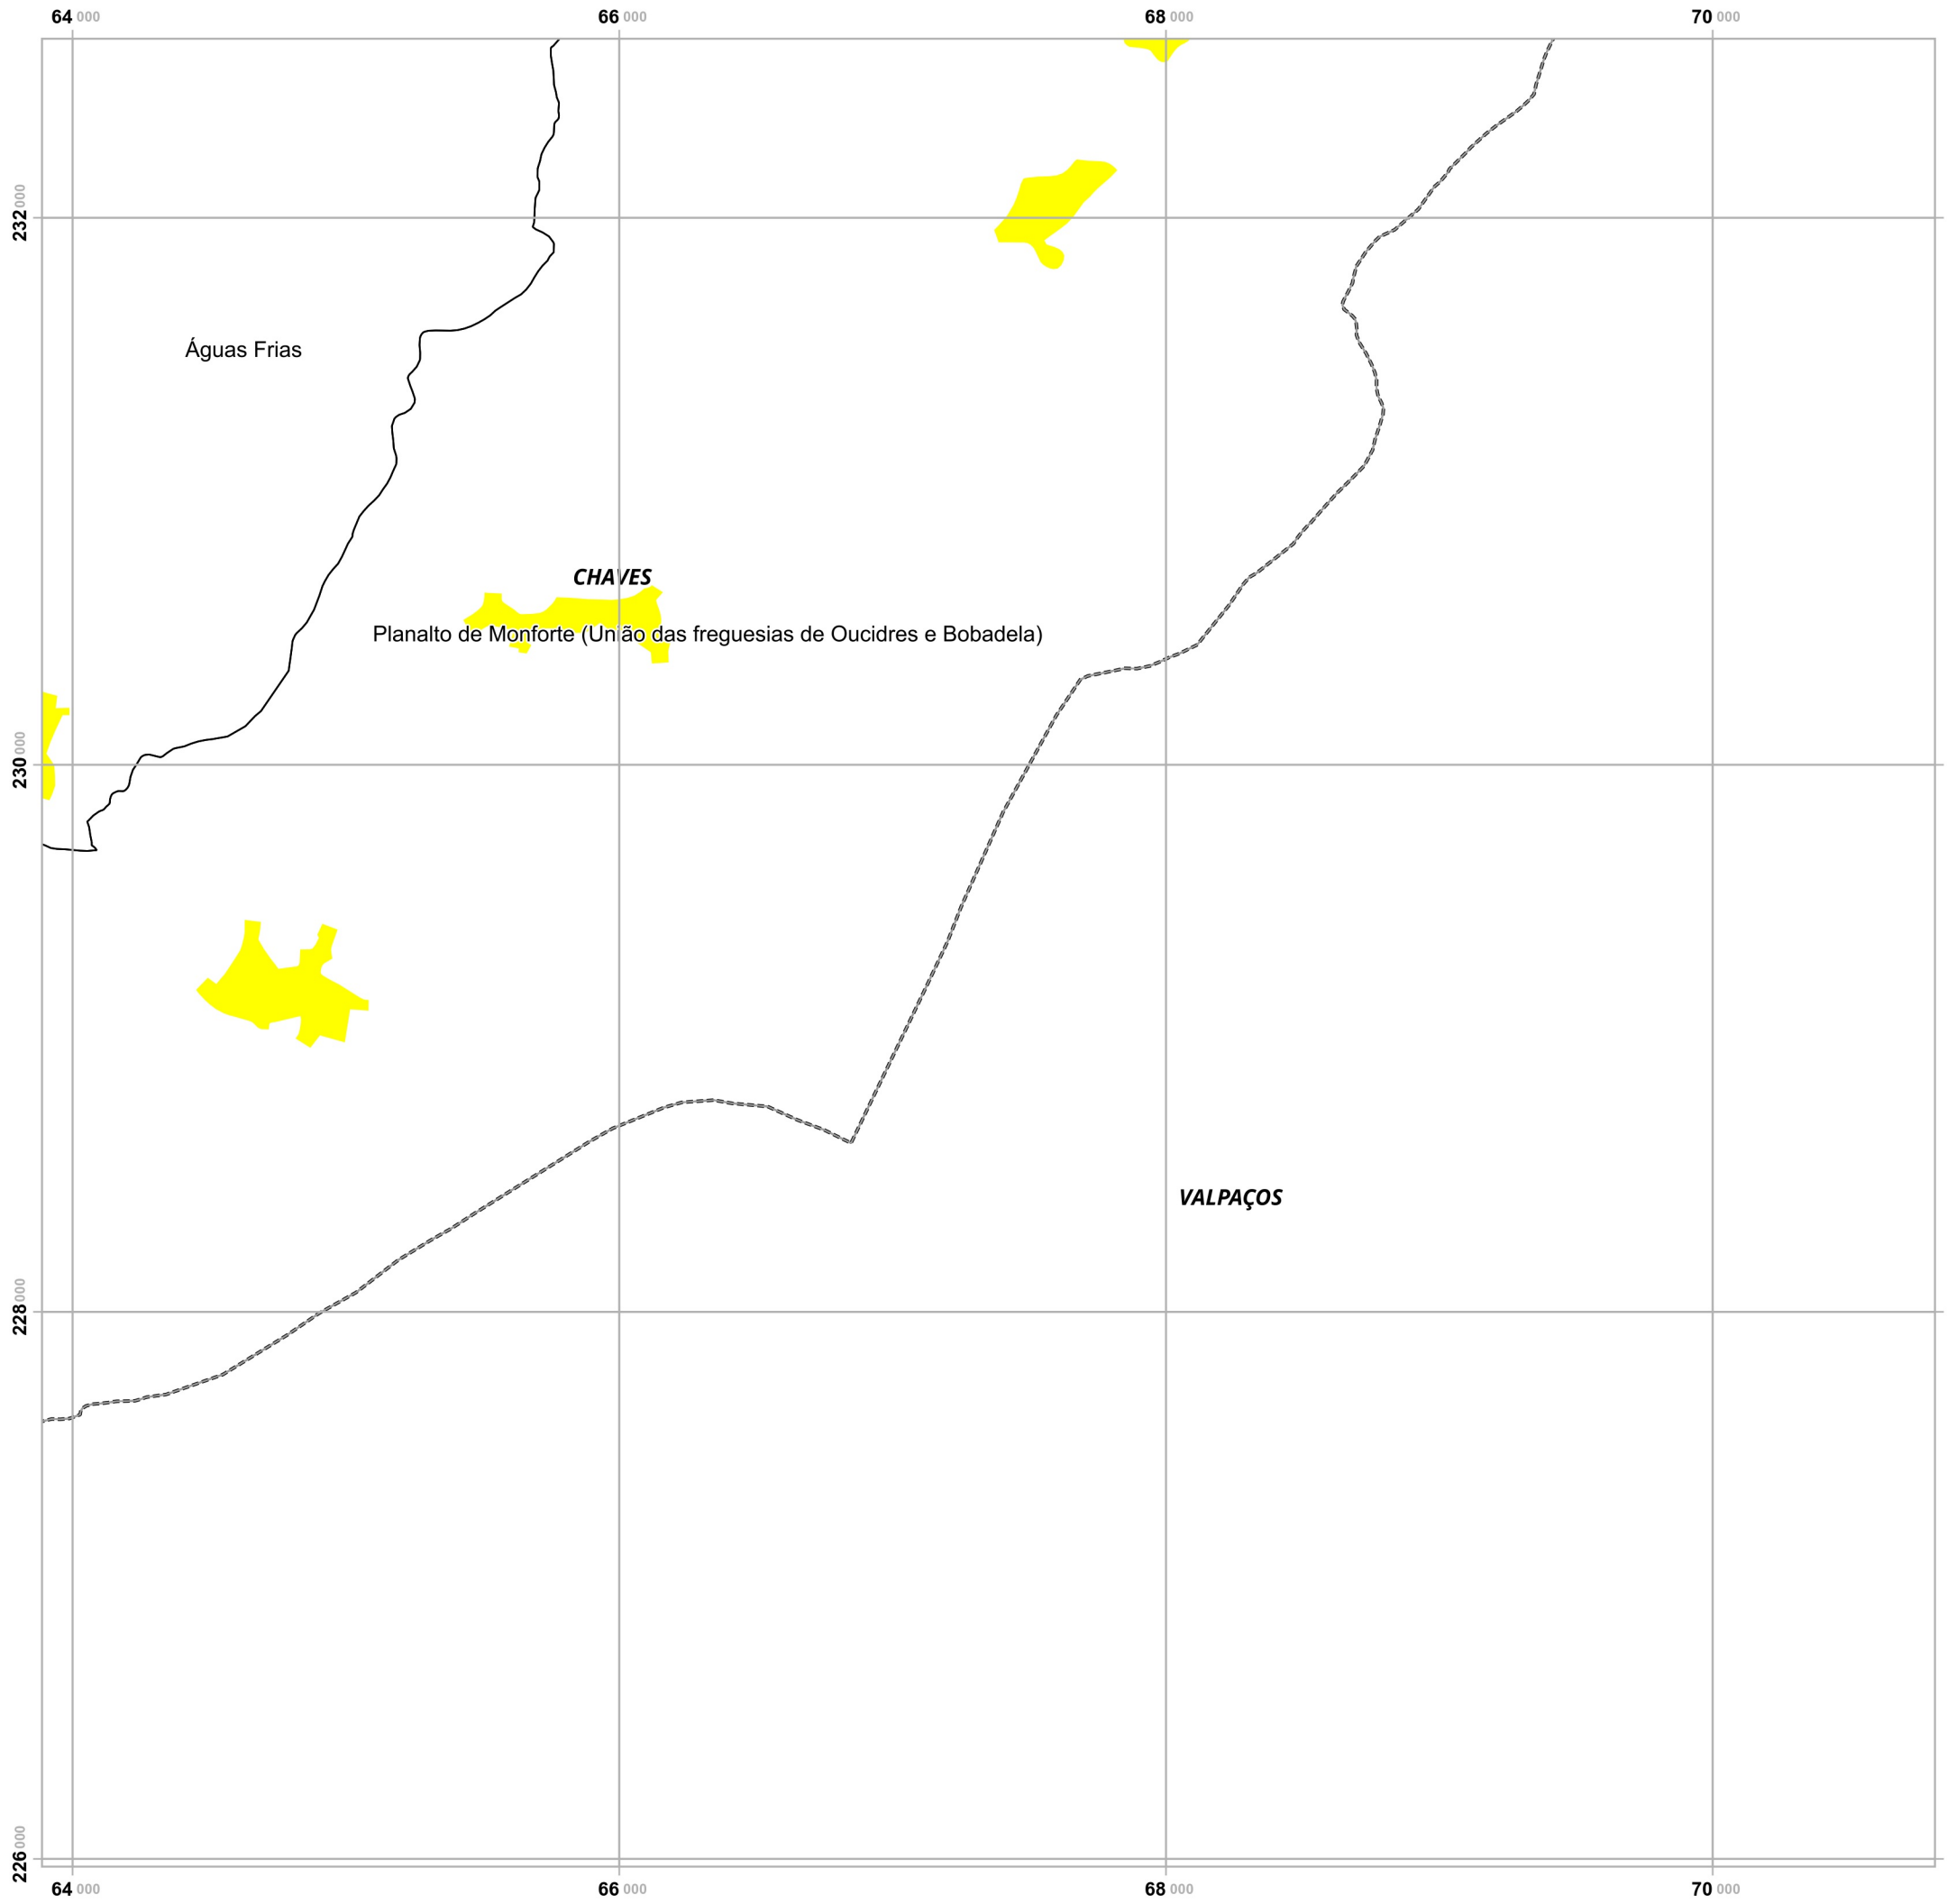 64 000 66 000 68 000 70 000
232 000
Águas Frias
CHAVES
Planalto de Monforte (União das freguesias de Oucidres e Bobadela)
230 000
VALPAÇOS
228 000
226 000
64 000 66 000 68 000 70 000